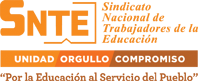 SNTE
Sindicato
Nacional de
Trabajadores de la
Educación
UNIDAD ORGULLO COMPROMISO
“Por la Educación al Servicio del Pueblo”